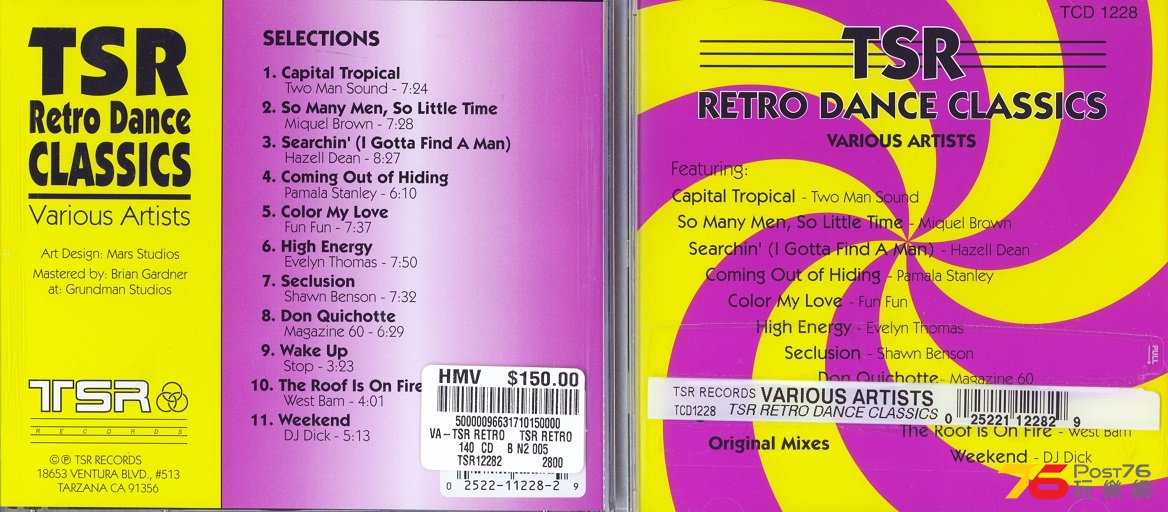 TSR
Retro Dance
CLASSICS
Various Artists
Art Design: Mars Studios
Mastered by: Brian Gardner
at: Grundman Studios
TSR
RECORDS
©℗ TSR RECORDS
18653 VENTURA BLVD., #513
TARZANA CA 91356
SELECTIONS
1. Capital Tropical
Two Man Sound - 7:24
2. So Many Men, So Little Time
Miquel Brown - 7:28
3. Searchin' (I Gotta Find A Man)
Hazell Dean - 8:27
4. Coming Out of Hiding
Pamala Stanley - 6:10
5. Color My Love
Fun Fun - 7:37
6. High Energy
Evelyn Thomas - 7:50
7. Seclusion
Shawn Benson - 7:32
8. Don Quichotte
Magazine 60 - 6:29
9. Wake Up
Stop - 3:23
10. The Roof Is On Fire
West Bam - 4:01
11. Weekend
DJ Dick - 5:13
HMV $150.00
5000009663171015 0000
VA-TSR RETRO TSR RETRO
140 CD B N2 005
TSR12282 2800
0 02522-11228-2 9
TCD 1228
TSR
RETRO DANCE CLASSICS
VARIOUS ARTISTS
Featuring:
Capital Tropical - Two Man Sound
So Many Men, So Little Time - Miquel Brown
Searchin' (I Gotta Find A Man) - Hazell Dean
Coming Out of Hiding - Pamala Stanley
Color My Love - Fun Fun
High Energy - Evelyn Thomas
Seclusion - Shawn Benson
Don Quichotte - Magazine 60
PULL
TSR RECORDS VARIOUS ARTISTS
TCD1228 TSR RETRO DANCE CLASSICS
0 25221 12282 9
The Roof Is On Fire - West Bam
Original Mixes
Weekend - DJ Dick
76 Post76
玩樂網